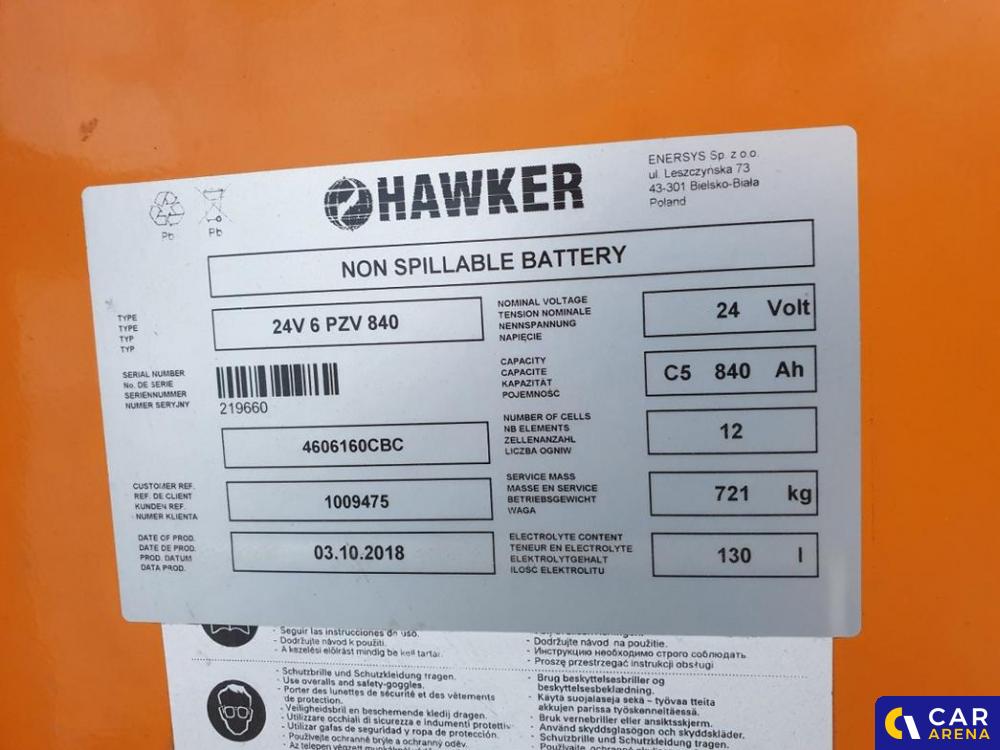 Pb
Pb
HAWKER
ENERSYS Sp. z o.o.
ul. Leszczyńska 73
43-301 Bielsko-Biała
Poland
NON SPILLABLE BATTERY
TYPE
TYPE
TYP
TYP
24V 6 PZV 840
NOMINAL VOLTAGE
TENSION NOMINALE
NENNSPANNUNG
NAPIĘCIE
24 Volt
SERIAL NUMBER
No. DE SERIE
SERIENNUMMER
NUMER SERYJNY
219660
4606160CBC
CAPACITY
CAPACITE
KAPAZITÄT
POJEMNOŚĆ
C5 840 Ah
NUMBER OF CELLS
NB ELEMENTS
ZELLENANZAHL
LICZBA OGNIW
12
CUSTOMER REF.
REF. DE CLIENT
KUNDEN REF.
NUMER KLIENTA
1009475
SERVICE MASS
MASSE EN SERVICE
BETRIEBSGEWICHT
WAGA
721 kg
DATE OF PROD.
DATE DE PROD.
PROD. DATUM
DATA PROD.
03.10.2018
ELECTROLYTE CONTENT
TENEUR EN ELECTROLYTE
ELEKTROLYTGEHALT
ILOŚĆ ELEKTROLITU
130 l
- Seguir las instrucciones de uso.
- Dodržujte návod k použití.
- A kezelési előírást mindig be kell tartar.
- Dodržujte návod na použitie.
- Инструкцию необходимо строго соблюдать
- Proszę przestrzegać instrukcji obsługi
- Schutzbrille und Schutzkleidung tragen.
- Use overalls and safety-goggles.
- Porter des lunettes de sécurité et des vêtements
de protection.
- Veiligheidsbril en beschermende kledij dragen.
- Utilizzare occhiali di sicurezza e indumenti protettiv
- Utilizar gafas de seguridad y ropa de protección.
- Používejte ochranné brýle a ochranný oděv.
- Brug beskyttelsesbriller og
beskyttelsesbeklædning.
- Käytä suojalaseja sekä - työvaa tteita
akkujen parissa työskenneltäessä.
- Bruk vernebriller eller ansiktsskjerm.
- Använd skyddsglasögon och skyddskläder.
- Schutzbrille und Schutzkleidung tragen.
CAR
ARENA